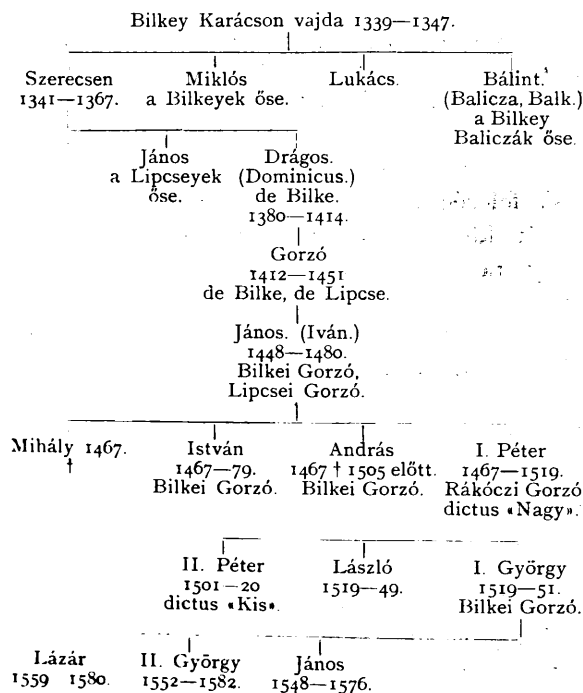 Bilkey Karácson vajda 1339—1347.
Szerecsen Miklós Lukács. Bálint.
1341—1367. a Bilkeyek őse. (Balicza, Balk.)
a Bilkey
Baliczák őse.
János Drágos.
a Lipcseyek (Dominicus.)
őse. de Bilke.
1380—1414.
Gorzó
1412—1451
de Bilke, de Lipcse.
János. (Iván.)
1448—1480.
Bilkei Gorzó,
Lipcsei Gorzó.
Mihály 1467. István András I. Péter
† 1467—79. 1467 † 1505 előtt. 1467—1519.
Bilkei Gorzó. Bilkei Gorzó. Rákóczi Gorzó
dictus «Nagy».
II. Péter László I. György
1501—20 1519—49. 1519—51.
dictus «Kis». Bilkei Gorzó.
Lázár II. György János
1559 1580. 1552—1582. 1548—1576.